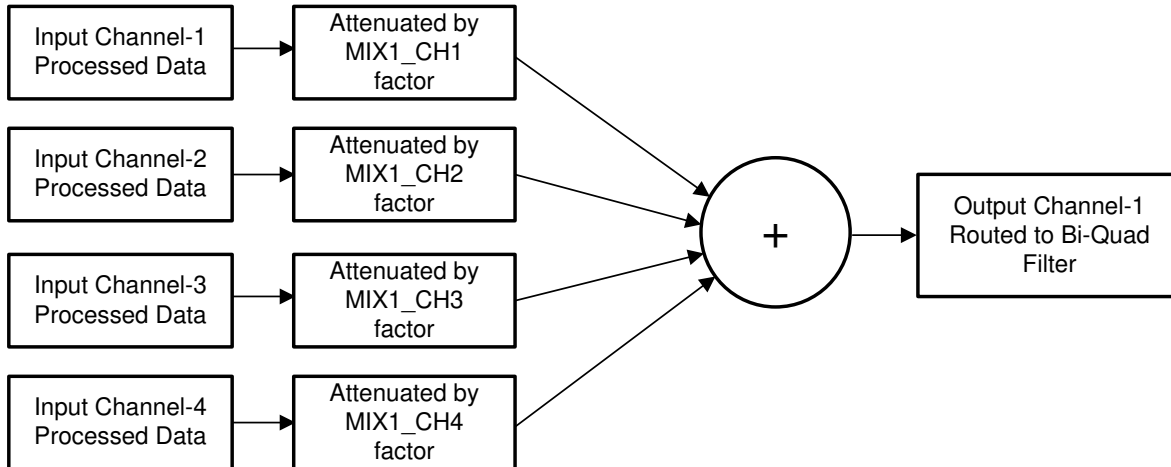 Input Channel-1
Processed Data
Attenuated by
MIX1_CH1
factor
Input Channel-2
Processed Data
Attenuated by
MIX1_CH2
factor
Input Channel-3
Processed Data
Attenuated by
MIX1_CH3
factor
Input Channel-4
Processed Data
Attenuated by
MIX1_CH4
factor
+
Output Channel-1
Routed to Bi-Quad
Filter